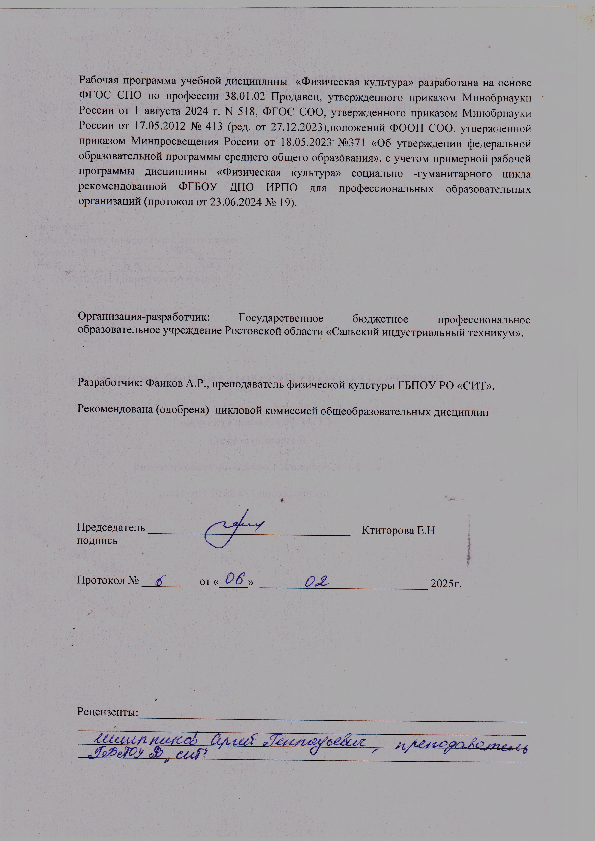 Рабочая программа учебной дисциплины «Физическая культура» разработана на основе
ФГОС СПО по профессии 38.01.02 Продавец, утвержденного приказом Минобрнауки
России от 1 августа 2024 г. N 518, ФГОС СОО, утвержденного приказом Минобрнауки
России от 17.05.2012 № 413 (ред. от 27.12.2023),положений ФООП СОО, утвержденной
приказом Минпросвещения России от 18.05.2023 №371 «Об утверждении федеральной
образовательной программы среднего общего образования», с учетом примерной рабочей
программы дисциплины «Физическая культура» социально -гуманитарного цикла
рекомендованной ФГБОУ ДПО ИРПО для профессиональных образовательных
организаций (протокол от 23.06.2024 № 19).
Организация-разработчик: Государственное бюджетное профессиональное
образовательное учреждение Ростовской области «Сальский индустриальный техникум».
Разработчик: Фаиков А.Р., преподаватель физической культуры ГБПОУ РО «СИТ».
Рекомендована (одобрена) цикловой комиссией общеобразовательных дисциплин
Председатель Ктиторова Е.Н
подпись
Протокол № 6 от «06» 02 2025г.
Рецензенты:
преподаватель